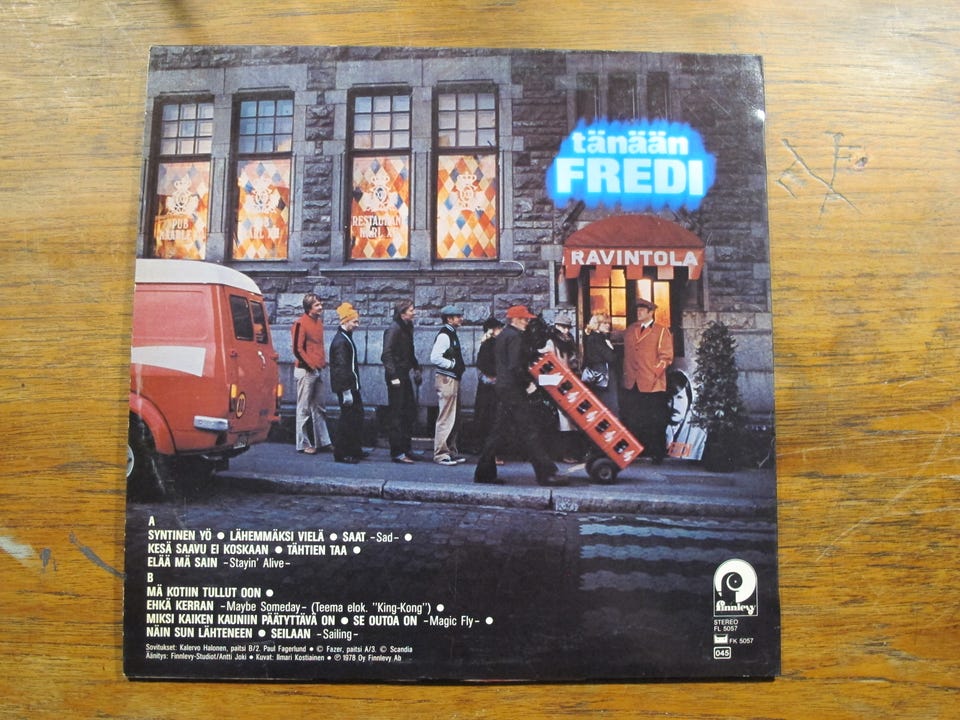 tänään
FREDI
RAVINTOLA
PUB
RESTAURANT
KARL XII
A
SYNTINEN YÖ • LÄHEMMÄKSI VIELÄ • SAAT -Sad- •
KESÄ SAAVU EI KOSKAAN • TÄHTIEN TAA •
ELÄÄ MÄ SAIN -Stayin' Alive-
B
MÄ KOTIIN TULLUT OON •
EHKÄ KERRAN -Maybe Someday- (Teema elok. "King-Kong") •
MIKSI KAIKEN KAUNIIN PÄÄTYTTÄVÄ ON • SE OUTOA ON -Magic Fly- •
NÄIN SUN LÄHTENEEN • SEILAAN -Sailing-
Sovitukset: Kalervo Halonen, paitsi B/2. Paul Fagerlund • © Fazer, paitsi A/3. © Scandia
Äänitys: Finnlevy-Studiot/Antti Joki • Kuvat: Ilmari Kostiainen • ℗ 1978 Oy Finnlevy Ab
finnlevy
STEREO
FL 5057
FK 5057
045